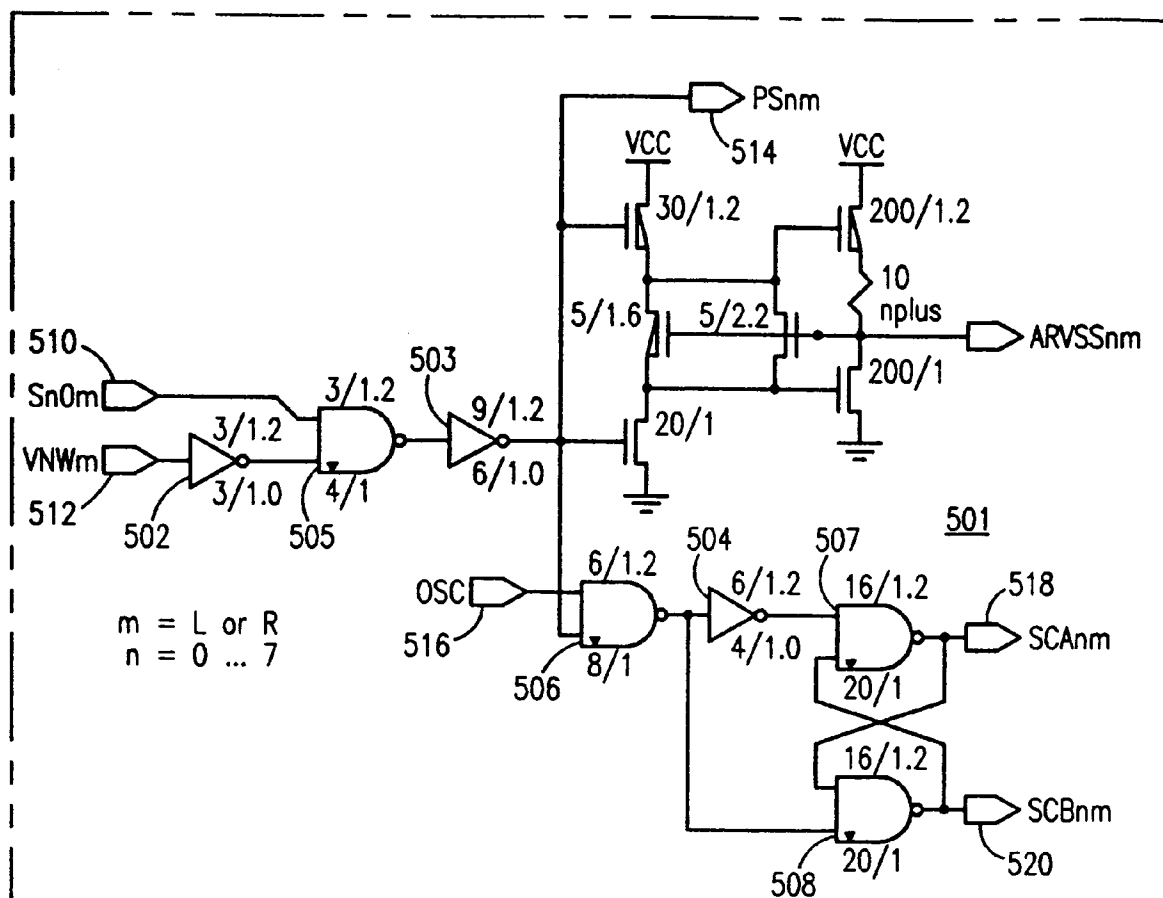 PSnm
514
VCC
VCC
30/1.2
200/1.2
10
nplus
5/1.6
5/2.2
ARVSSnm
200/1
510
Sn0m
503
3/1.2
9/1.2
20/1
VNWm
3/1.2
512
3/1.0
4/1
6/1.0
502
505
501
504
507
OSC
6/1.2
6/1.2
16/1.2
518
m = L or R
n = 0 ... 7
516
4/1.0
SCAnm
506
8/1
20/1
16/1.2
SCBnm
508
20/1
520